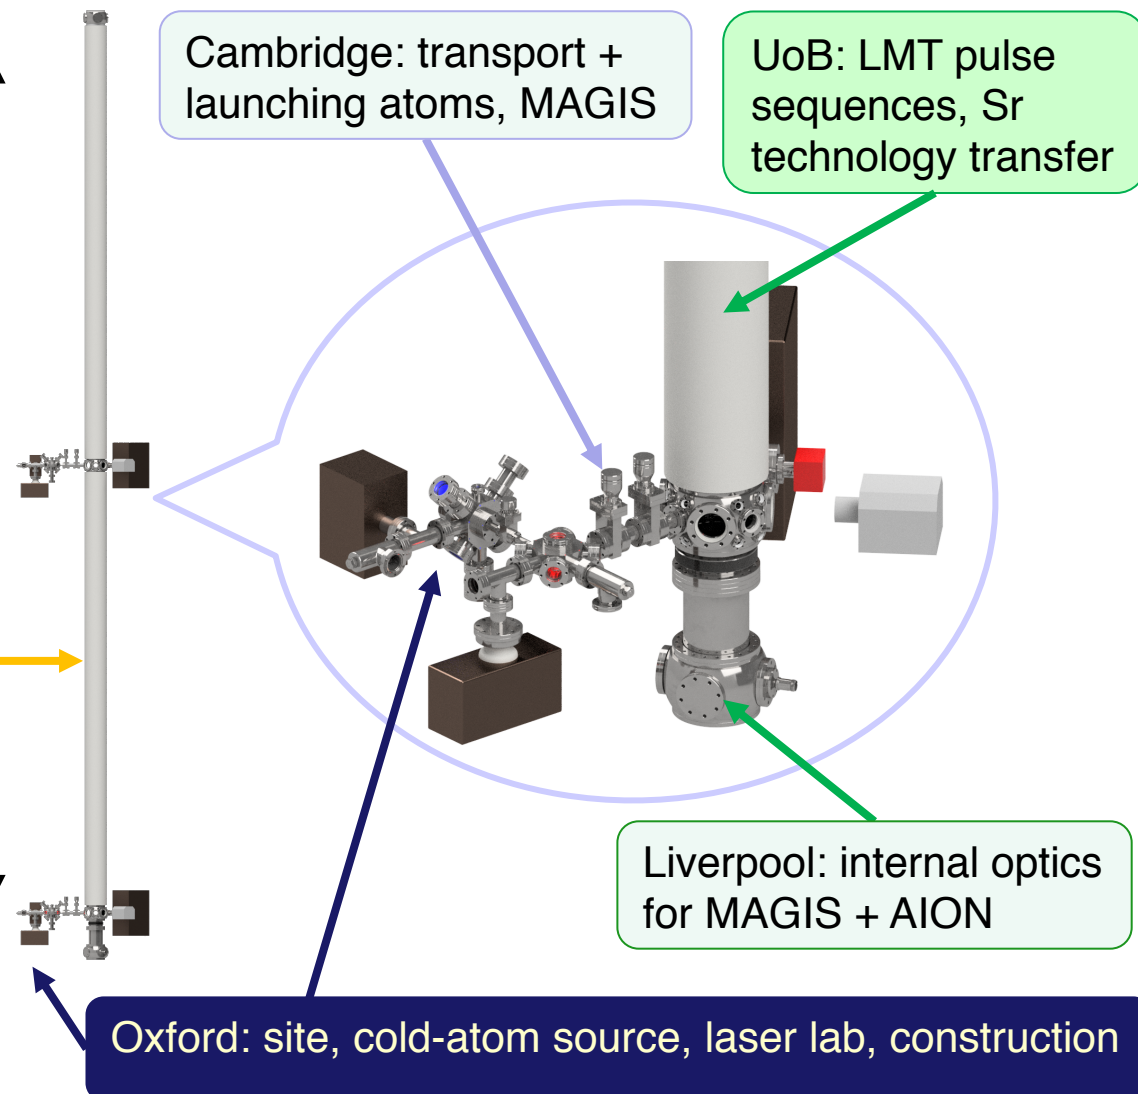 Cambridge: transport +
launching atoms, MAGIS
UoB: LMT pulse
sequences, Sr
technology transfer
Liverpool: internal optics
for MAGIS + AION
Oxford: site, cold-atom source, laser lab, construction